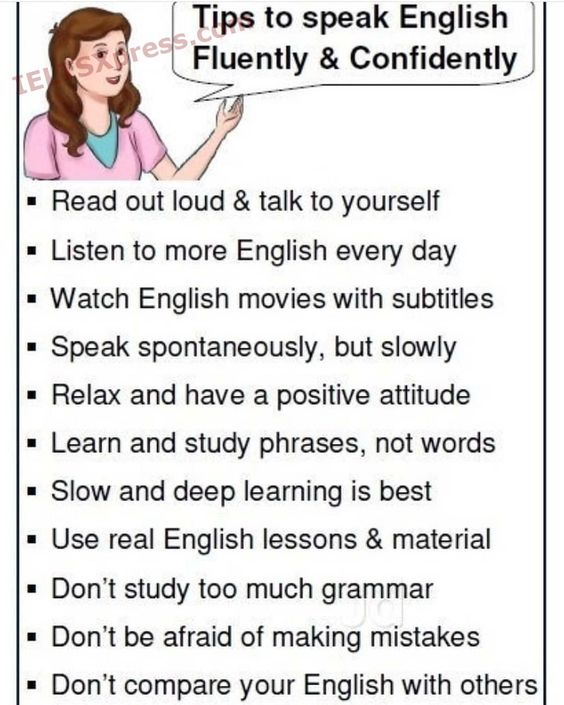 Tips to speak English
Fluently & Confidently
IELTSXpress.com
▪ Read out loud & talk to yourself
▪ Listen to more English every day
▪ Watch English movies with subtitles
▪ Speak spontaneously, but slowly
▪ Relax and have a positive attitude
▪ Learn and study phrases, not words
▪ Slow and deep learning is best
▪ Use real English lessons & material
▪ Don't study too much grammar
▪ Don't be afraid of making mistakes
▪ Don't compare your English with others